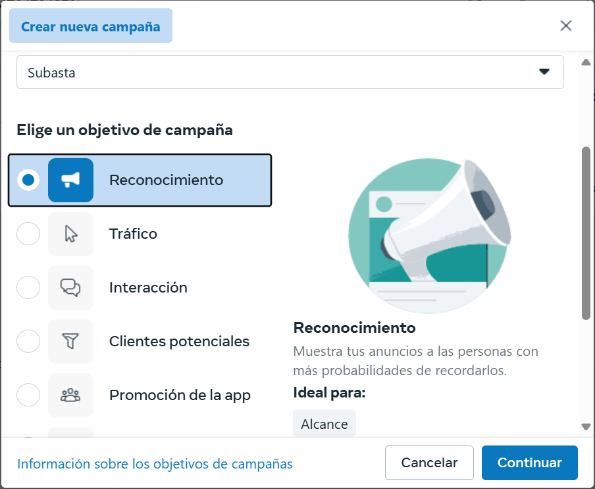 Crear nueva campaña
Subasta
Elige un objetivo de campaña
Reconocimiento
Tráfico
Interacción
Clientes potenciales
Promoción de la app
Reconocimiento
Muestra tus anuncios a las personas con
más probabilidades de recordarlos.
Ideal para:
Alcance
Información sobre los objetivos de campañas
Cancelar
Continuar